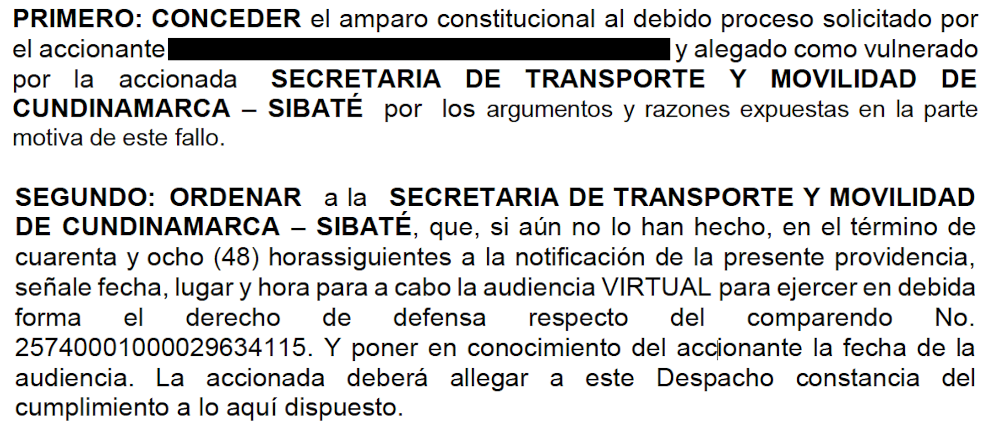 PRIMERO: CONCEDER el amparo constitucional al debido proceso solicitado por
el accionante y alegado como vulnerado
por la accionada SECRETARIA DE TRANSPORTE Y MOVILIDAD DE
CUNDINAMARCA – SIBATÉ por los argumentos y razones expuestas en la parte
motiva de este fallo.
SEGUNDO: ORDENAR a la SECRETARIA DE TRANSPORTE Y MOVILIDAD
DE CUNDINAMARCA – SIBATÉ, que, si aún no lo han hecho, en el término de
cuarenta y ocho (48) horassiguientes a la notificación de la presente providencia,
señale fecha, lugar y hora para a cabo la audiencia VIRTUAL para ejercer en debida
forma el derecho de defensa respecto del comparendo No.
25740001000029634115. Y poner en conocimiento del accionante la fecha de la
audiencia. La accionada deberá allegar a este Despacho constancia del
cumplimiento a lo aquí dispuesto.